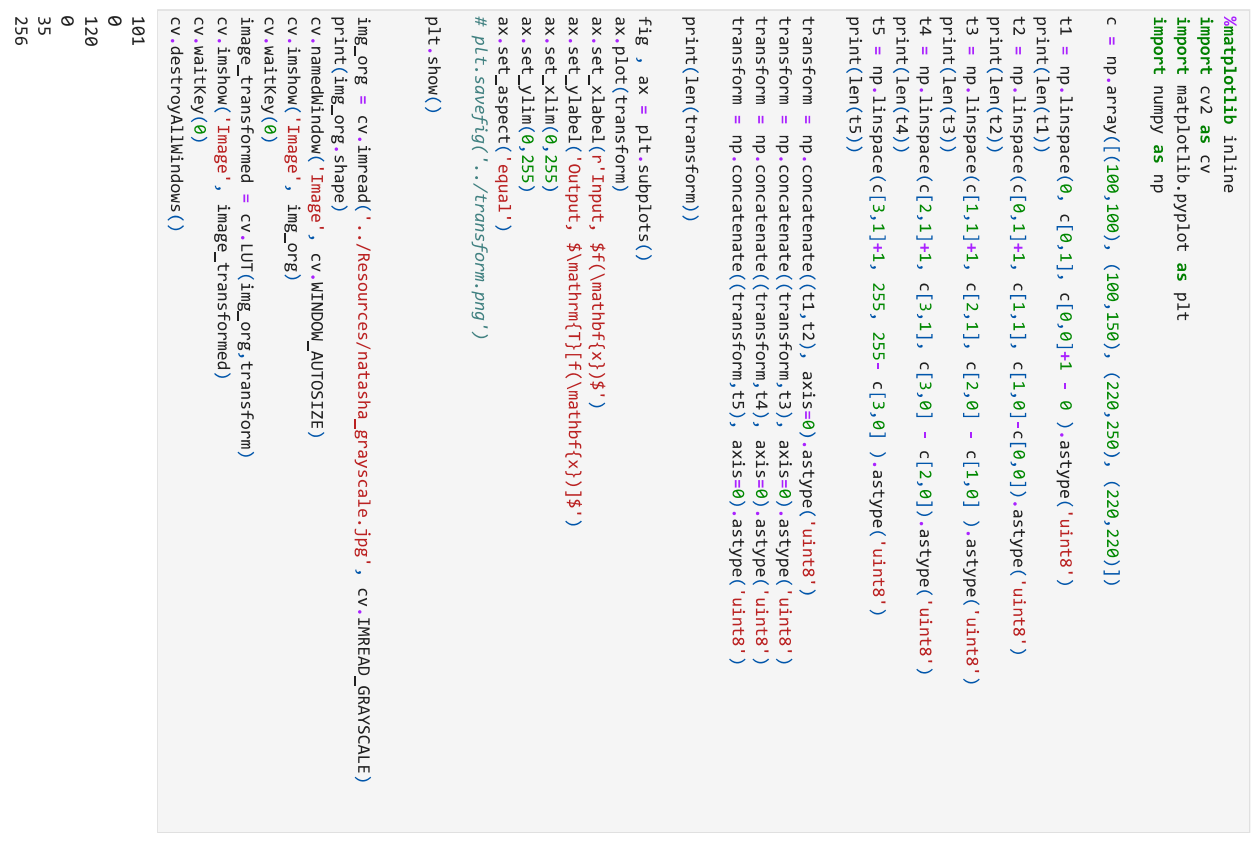 %matplotlib inline
import cv2 as cv
import matplotlib.pyplot as plt
import numpy as np
c = np.array([(100,100), (100,150), (220,250), (220,220)])
t1 = np.linspace(0, c[0,1], c[0,0]+1 - 0 ).astype('uint8')
print(len(t1))
t2 = np.linspace(c[0,1]+1, c[1,1], c[1,0]-c[0,0]).astype('uint8')
print(len(t2))
t3 = np.linspace(c[1,1]+1, c[2,1], c[2,0] - c[1,0] ).astype('uint8')
print(len(t3))
t4 = np.linspace(c[2,1]+1, c[3,1], c[3,0] - c[2,0]).astype('uint8')
print(len(t4))
t5 = np.linspace(c[3,1]+1, 255, 255- c[3,0] ).astype('uint8')
print(len(t5))
transform = np.concatenate((t1,t2), axis=0).astype('uint8')
transform = np.concatenate((transform,t3), axis=0).astype('uint8')
transform = np.concatenate((transform,t4), axis=0).astype('uint8')
transform = np.concatenate((transform,t5), axis=0).astype('uint8')
print(len(transform))
fig , ax = plt.subplots()
ax.plot(transform)
ax.set_xlabel(r'Input, $f(\mathbf{x})$')
ax.set_ylabel('Output, $\mathrm{T}[f(\mathbf{x})]$')
ax.set_xlim(0,255)
ax.set_ylim(0,255)
ax.set_aspect('equal')
# plt.savefig('../transform.png')
plt.show()
img_org = cv.imread('../Resources/natasha_grayscale.jpg', cv.IMREAD_GRAYSCALE)
print(img_org.shape)
cv.namedWindow('Image', cv.WINDOW_AUTOSIZE)
cv.imshow('Image', img_org)
cv.waitKey(0)
image_transformed = cv.LUT(img_org,transform)
cv.imshow('Image', image_transformed)
cv.waitKey(0)
cv.destroyAllWindows()
101
0
120
0
35
256